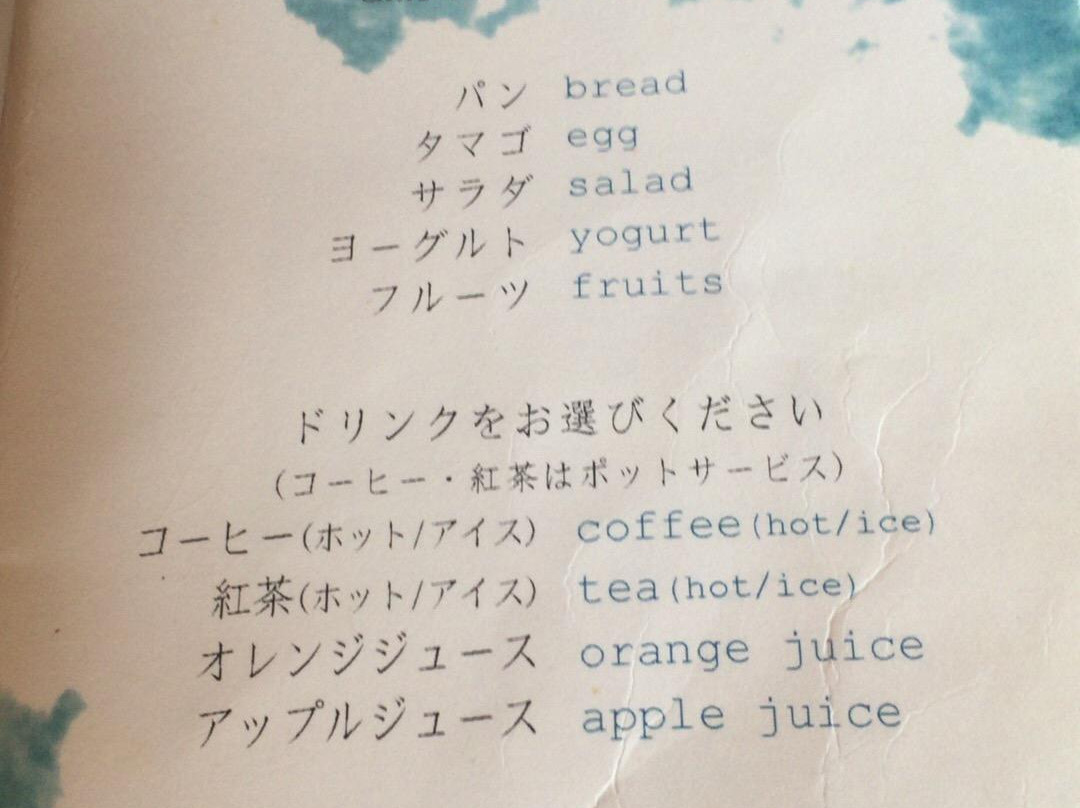 パン bread
タマゴ egg
サラダ salad
ヨーグルト yogurt
フルーツ fruits
ドリンクをお選びください
(コーヒー・紅茶はポットサービス)
コーヒー(ホット/アイス) coffee(hot/ice)
紅茶(ホット/アイス) tea(hot/ice)
オレンジジュース orange juice
アップルジュース apple juice